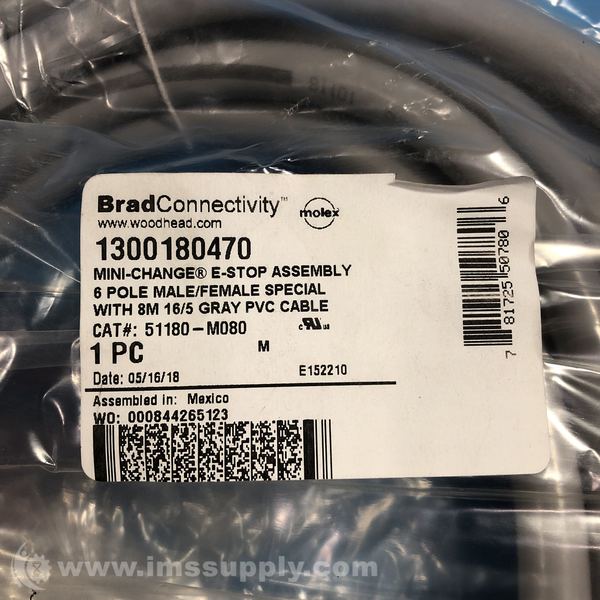 BradConnectivity™
molex
www.woodhead.com
1300180470
MINI-CHANGE® E-STOP ASSEMBLY
6 POLE MALE/FEMALE SPECIAL
WITH 8M 16/5 GRAY PVC CABLE
CAT#: 51180-M080
c RU us
1 PC
M
E152210
Date: 05/16/18
Assembled in: Mexico
WO: 000844265123
7 81725 50780 6
www.imssupply.com